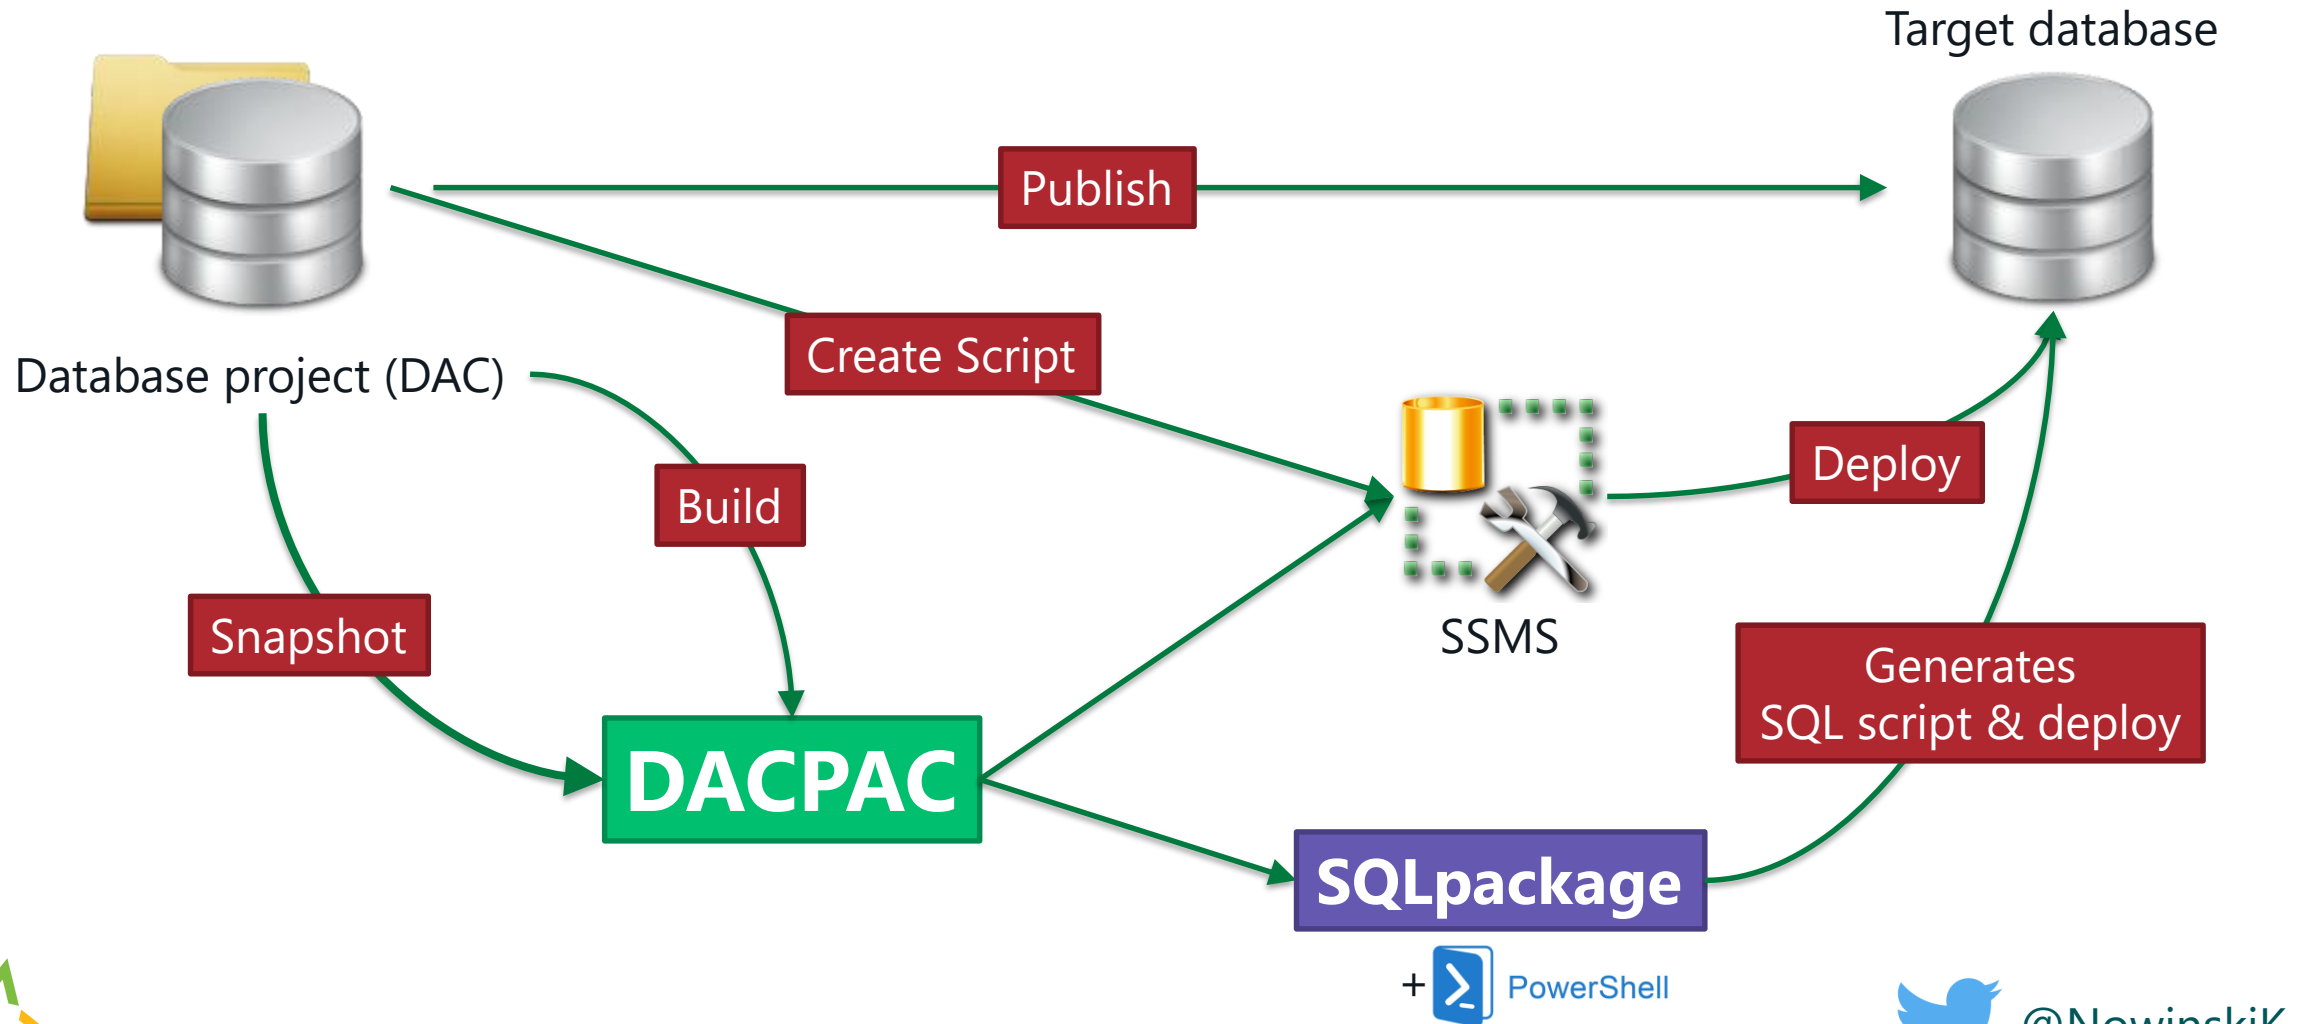 Target database
Publish
Create Script
Database project (DAC)
Build
Deploy
Snapshot
SSMS
Generates
SQL script & deploy
DACPAC
SQLpackage
+ PowerShell
@NowinskiK